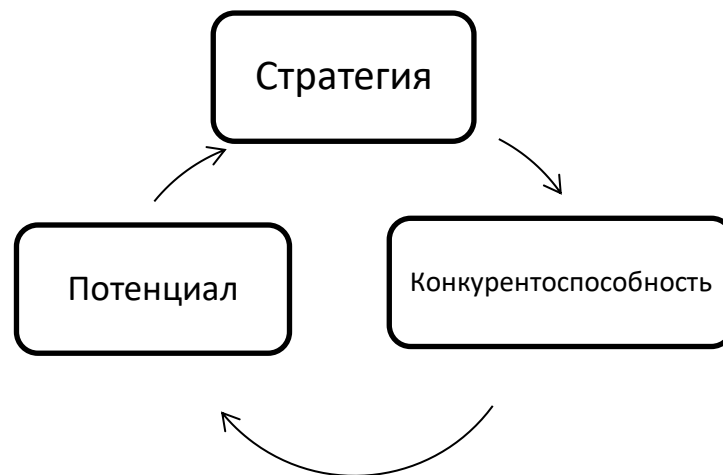 Стратегия
Потенциал
Конкурентоспособность